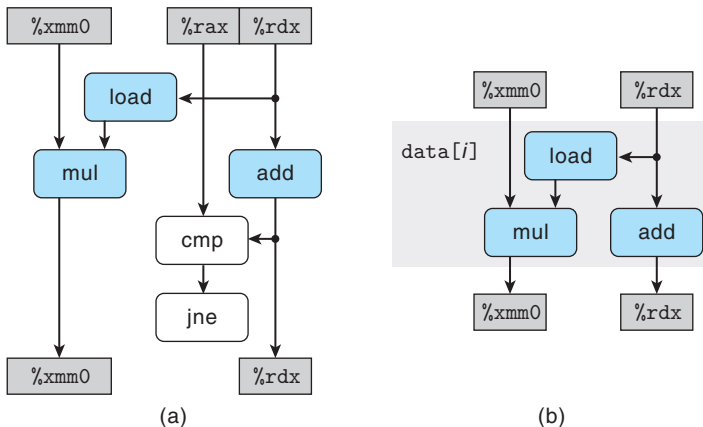 %xmm0 %rax %rdx
load
mul add
cmp
jne
%xmm0 %rdx
(a)
%xmm0 %rdx
data[i] load
mul add
%xmm0 %rdx
(b)